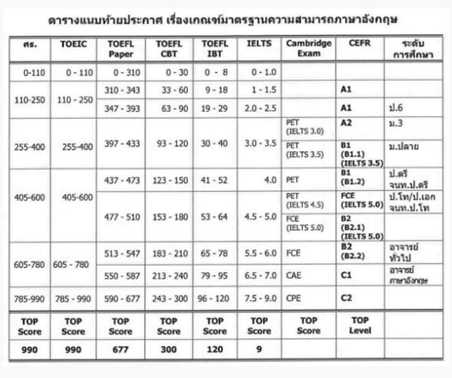 ตารางแนบท้ายประกาศ เรื่องเกณฑ์มาตรฐานความสามารถภาษาอังกฤษ
ศธ. TOEIC TOEFL Paper TOEFL CBT TOEFL IBT IELTS Cambridge Exam CEFR ระดับการศึกษา
0-110 0 - 110 0 - 310 0 - 30 0 - 8 0 - 1.0
110-250 110 - 250 310 - 343 33 - 60 9 - 18 1 - 1.5 A1
347 - 393 63 - 90 19 - 29 2.0 - 2.5 A1 ป.6
255-400 255-400 397 - 433 93 - 120 30 - 40 3.0 - 3.5 PET (IELTS 3.0) A2 ม.3
PET (IELTS 3.5) B1 (B1.1) (IELTS 3.5) ม.ปลาย
405-600 405-600 437 - 473 123 - 150 41 - 52 4.0 PET B1 (B1.2) ป.ตรี จนท.ป.ตรี
477 - 510 153 - 180 53 - 64 4.5 - 5.0 PET (IELTS 4.5) FCE (IELTS 5.0) ป.โท/ป.เอก จนท.ป.โท
FCE (IELTS 5.0) B2 (B2.1) (IELTS 5.0)
605-780 605 - 780 513 - 547 183 - 210 65 - 78 5.5 - 6.0 FCE B2 (B2.2) อาจารย์ทั่วไป
550 - 587 213 - 240 79 - 95 6.5 - 7.0 CAE C1 อาจารย์ภาษาอังกฤษ
785-990 785 - 990 590 - 677 243 - 300 96 - 120 7.5 - 9.0 CPE C2
TOP Score TOP Score TOP Score TOP Score TOP Score TOP Score TOP Score TOP Level
990 990 677 300 120 9